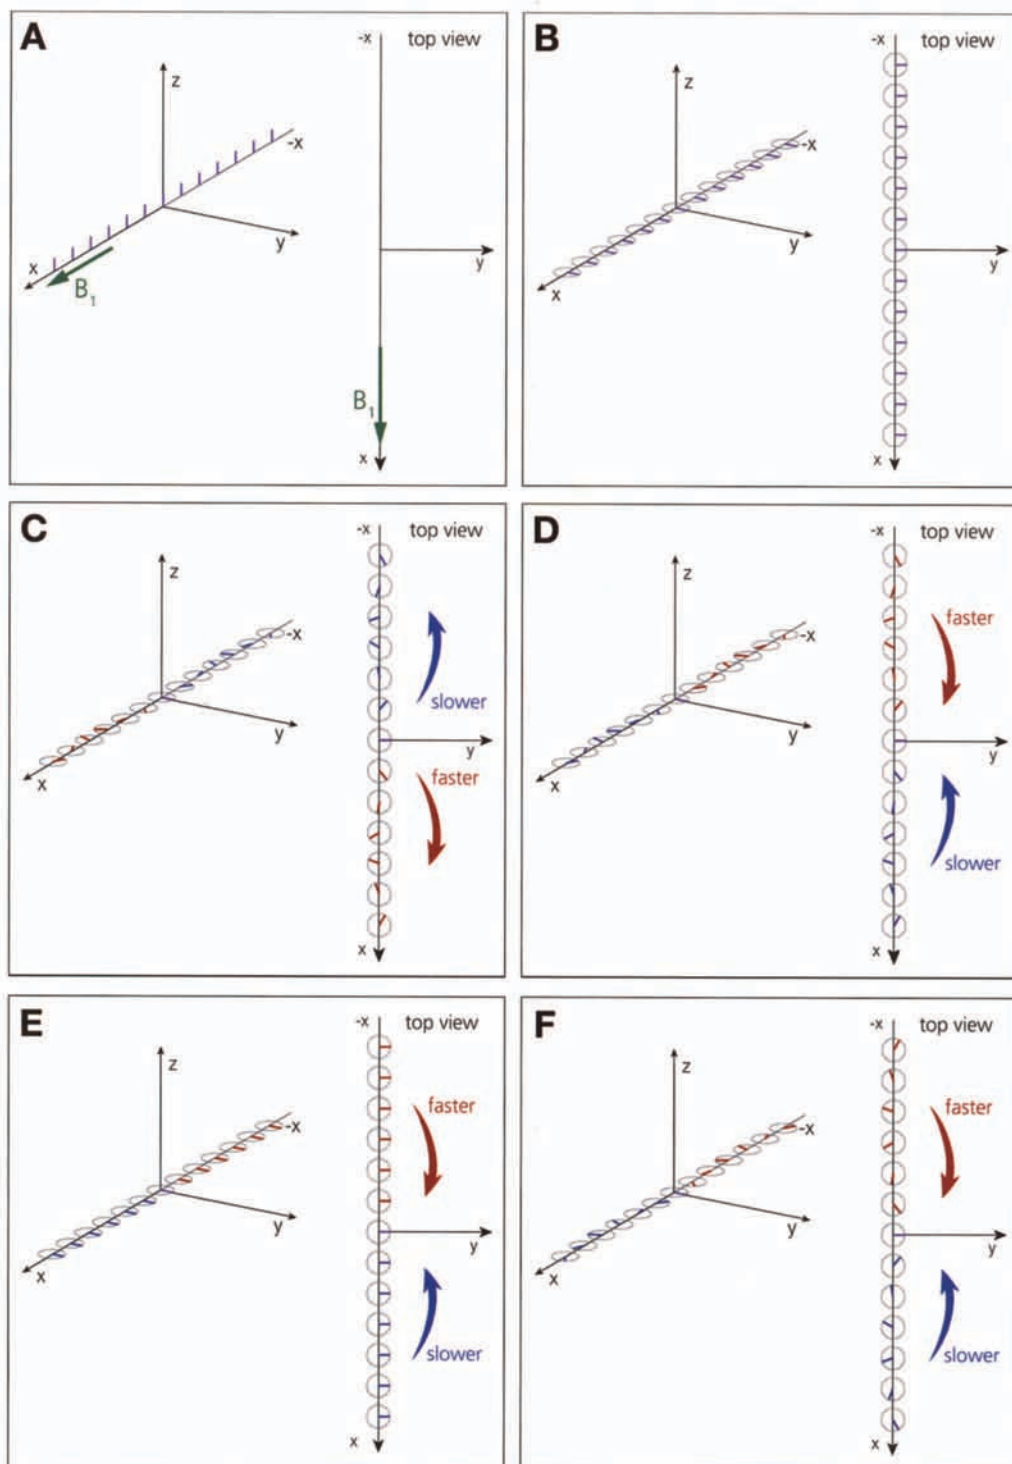 A
-x top view
z
-x
y
x
B1
y
B1
x
B
-x top view
z
-x
y
x
y
x
C
-x top view
z
-x
slower
y
y
faster
x
x
D
-x top view
z
faster
-x
y
y
x
slower
x
E
-x top view
z
faster
-x
y
y
x
slower
x
F
-x top view
z
faster
-x
y
y
x
slower
x